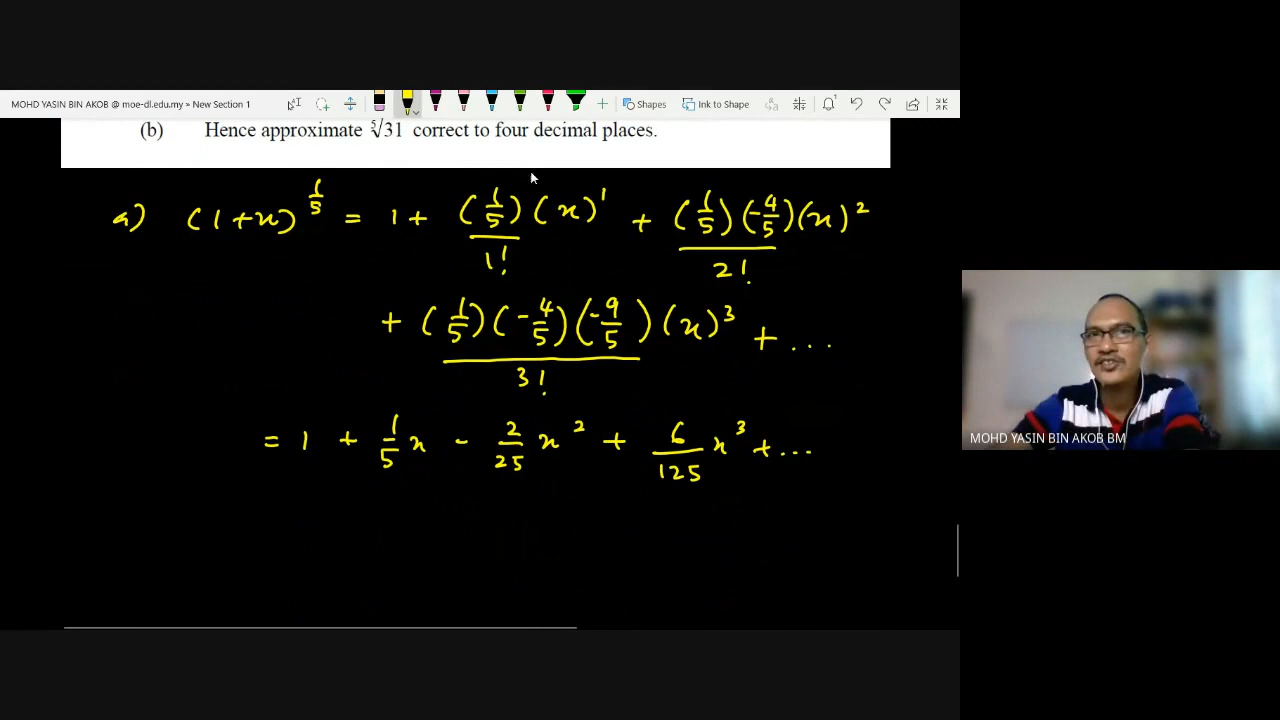 MOHD YASIN BIN AKOB @ moe-dl.edu.my » New Section 1
Shapes
Ink to Shape
(b) Hence approximate ⁵√31 correct to four decimal places.
a) (1+x)^(1/5) = 1 + (1/5)/1! (x)^1 + (1/5)(-4/5)/2! (x)^2
+ (1/5)(-4/5)(-9/5)/3! (x)^3 + ...
= 1 + 1/5 x - 2/25 x^2 + 6/125 x^3 + ...
MOHD YASIN BIN AKOB BM